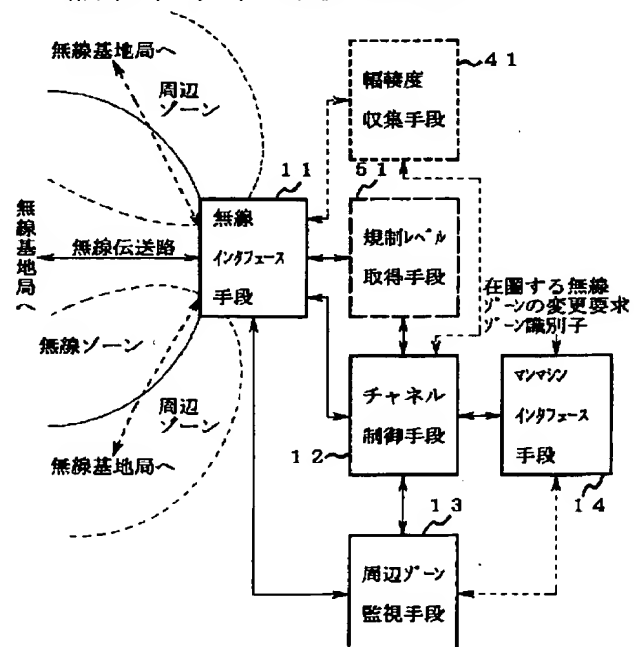 無線基地局へ
周辺
ゾーン
無線基地局へ
無線伝送路
無線ゾーン
周辺
ゾーン
無線基地局へ
11
無線
インタフェース
手段
41
輻輳度
収集手段
51
規制レベル
取得手段
在圏する無線
ゾーンの変更要求
ゾーン識別子
チャネル
制御手段
12
マンマシン
インタフェース
手段
14
13
周辺ゾーン
監視手段